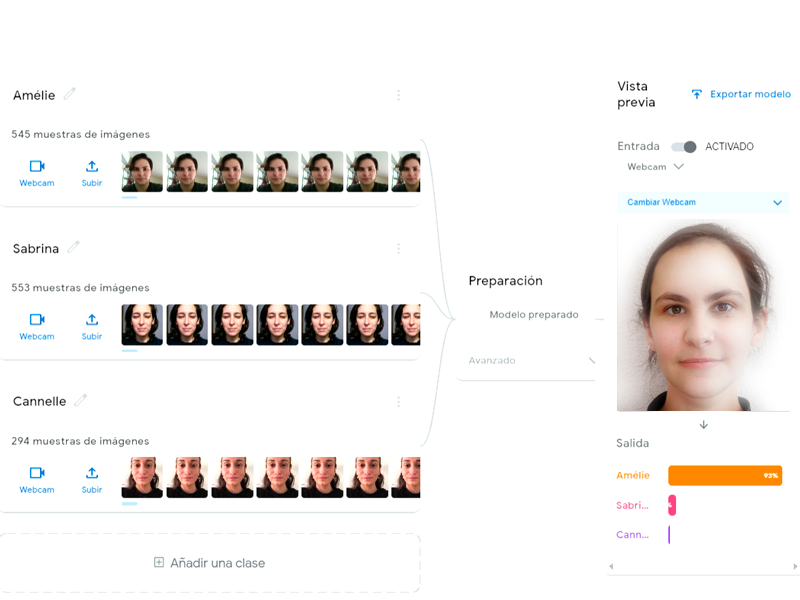 Amélie
545 muestras de imágenes
Webcam
Subir
Sabrina
553 muestras de imágenes
Webcam
Subir
Cannelle
294 muestras de imágenes
Webcam
Subir
Añadir una clase
Preparación
Modelo preparado
Avanzado
Vista
previa
Exportar modelo
Entrada
ACTIVADO
Webcam
Cambiar Webcam
Salida
Amélie
93%
Sabri...
Cann...